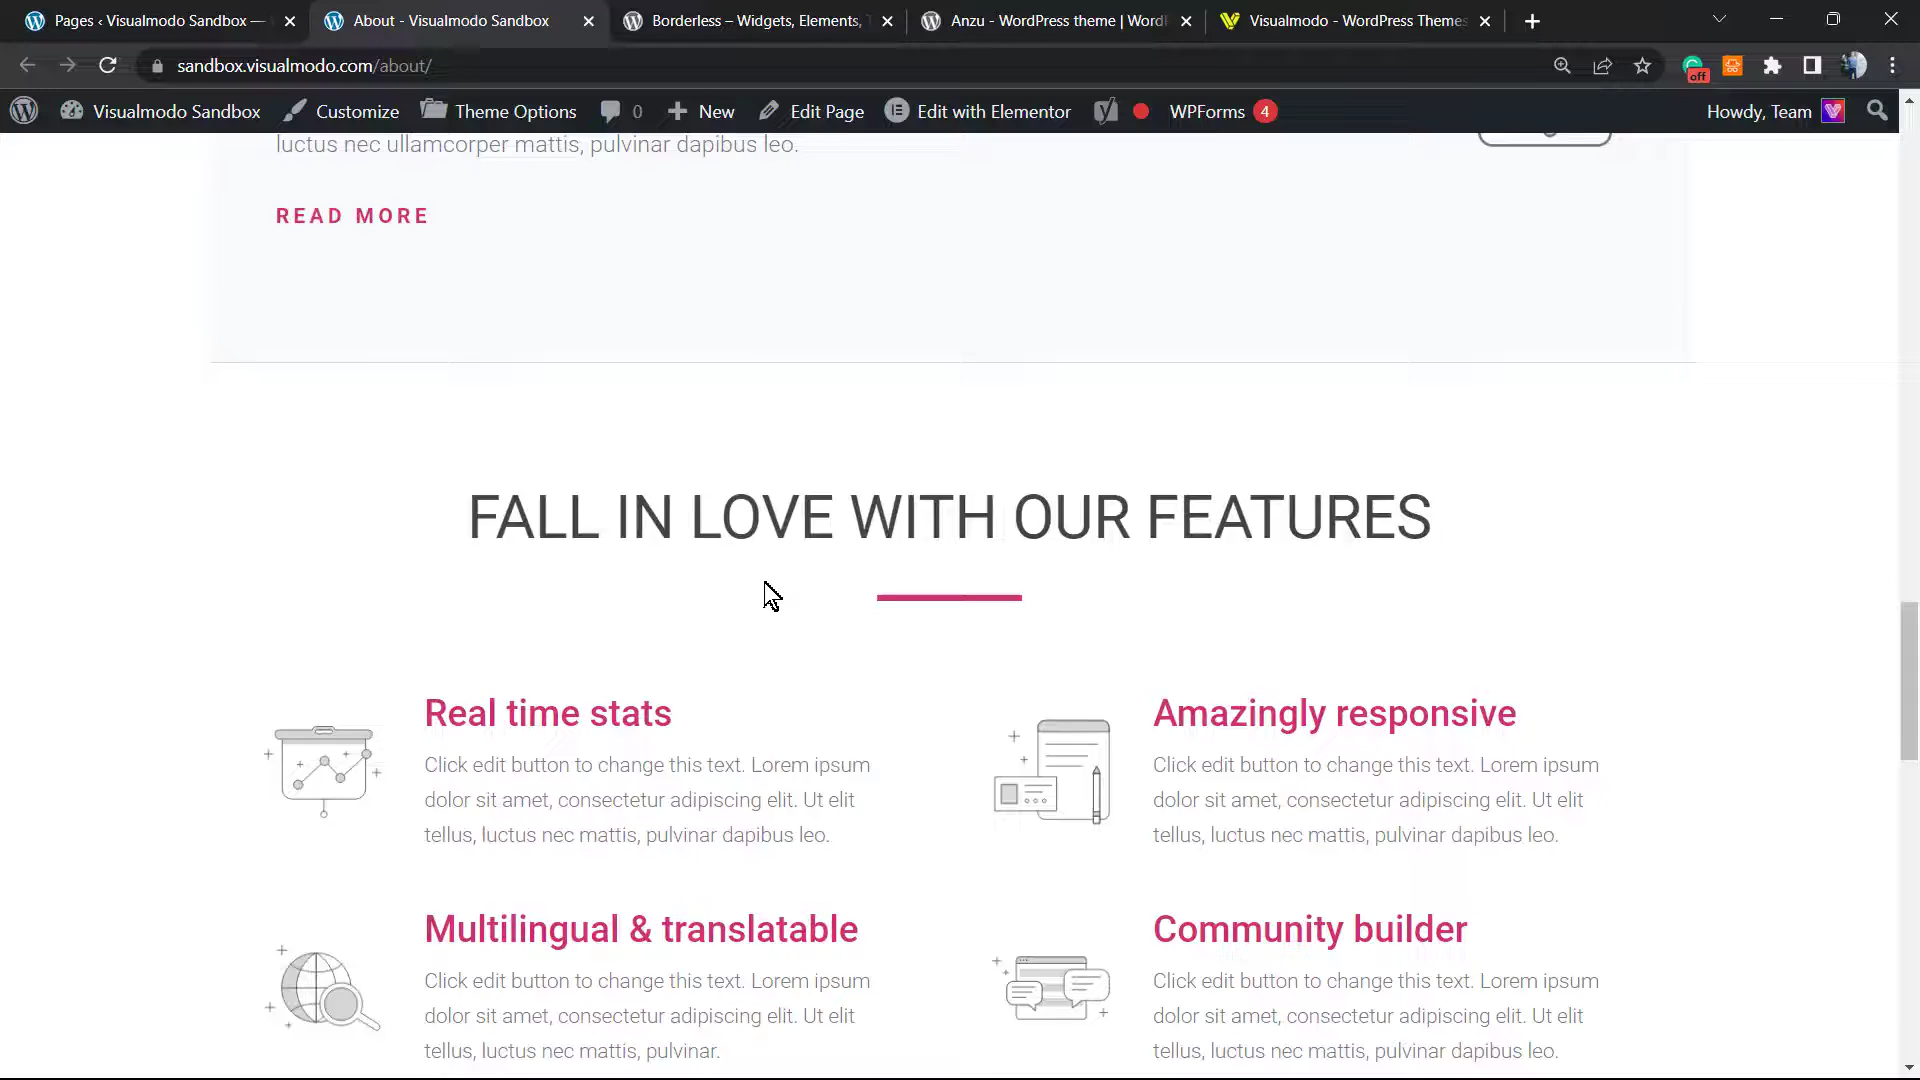 Pages ‹ Visualmodo Sandbox —
About - Visualmodo Sandbox
Borderless – Widgets, Elements,
Anzu - WordPress theme | Word
Visualmodo - WordPress Themes
sandbox.visualmodo.com/about/
off
Visualmodo Sandbox
Customize
Theme Options
0
New
Edit Page
Edit with Elementor
WPForms 4
Howdy, Team
luctus nec ullamcorper mattis, pulvinar dapibus leo.
READ MORE
FALL IN LOVE WITH OUR FEATURES
Real time stats
Click edit button to change this text. Lorem ipsum
dolor sit amet, consectetur adipiscing elit. Ut elit
tellus, luctus nec mattis, pulvinar dapibus leo.
Amazingly responsive
Click edit button to change this text. Lorem ipsum
dolor sit amet, consectetur adipiscing elit. Ut elit
tellus, luctus nec mattis, pulvinar dapibus leo.
Multilingual & translatable
Click edit button to change this text. Lorem ipsum
dolor sit amet, consectetur adipiscing elit. Ut elit
tellus, luctus nec mattis, pulvinar.
Community builder
Click edit button to change this text. Lorem ipsum
dolor sit amet, consectetur adipiscing elit. Ut elit
tellus, luctus nec mattis, pulvinar dapibus leo.